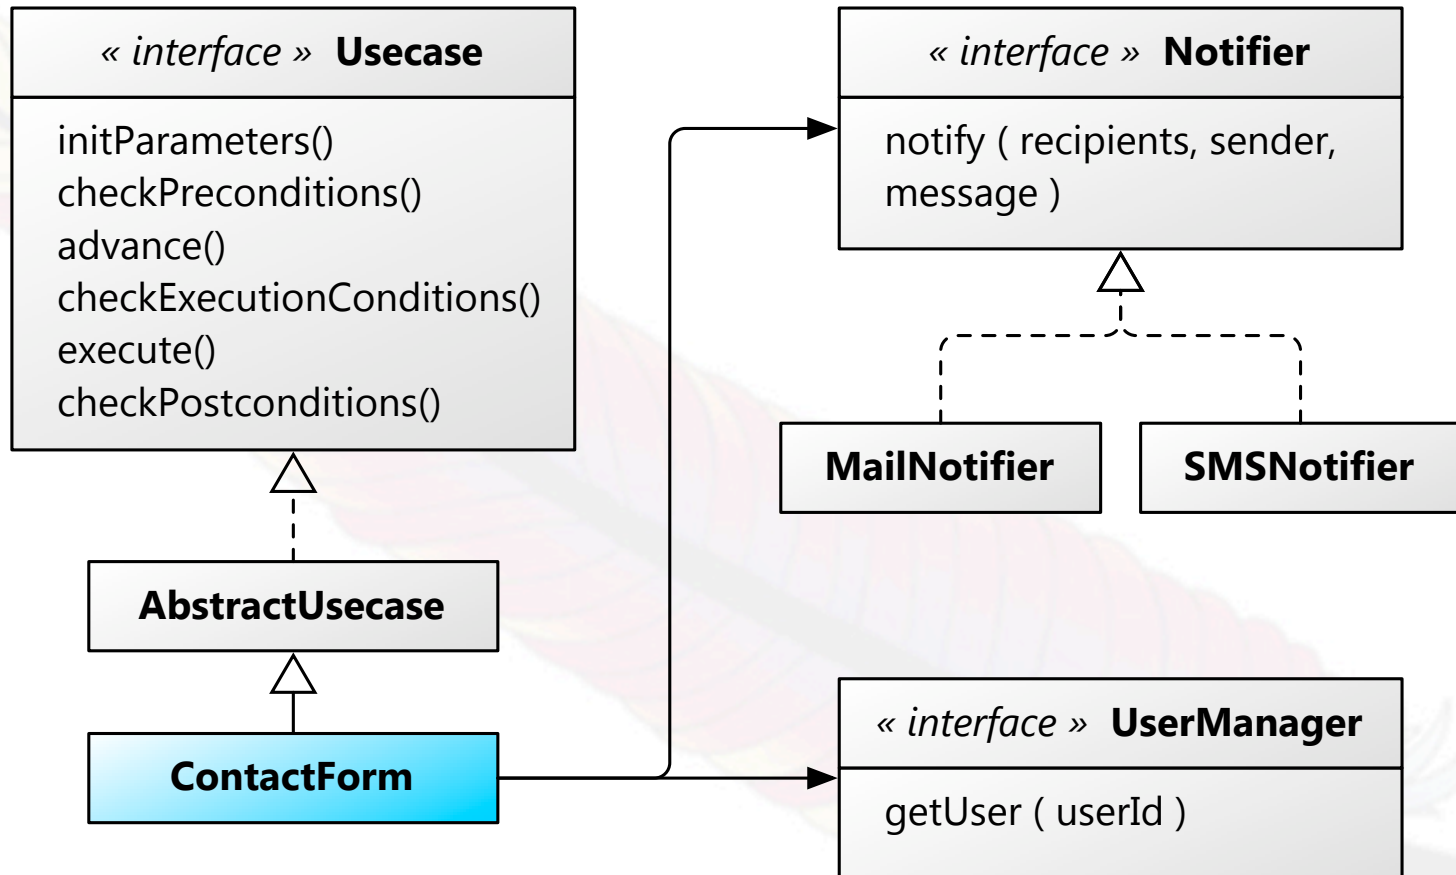 « interface » Usecase
initParameters()
checkPreconditions()
advance()
checkExecutionConditions()
execute()
checkPostconditions()
AbstractUsecase
ContactForm
« interface » Notifier
notify ( recipients, sender,
message )
MailNotifier
SMSNotifier
« interface » UserManager
getUser ( userId )